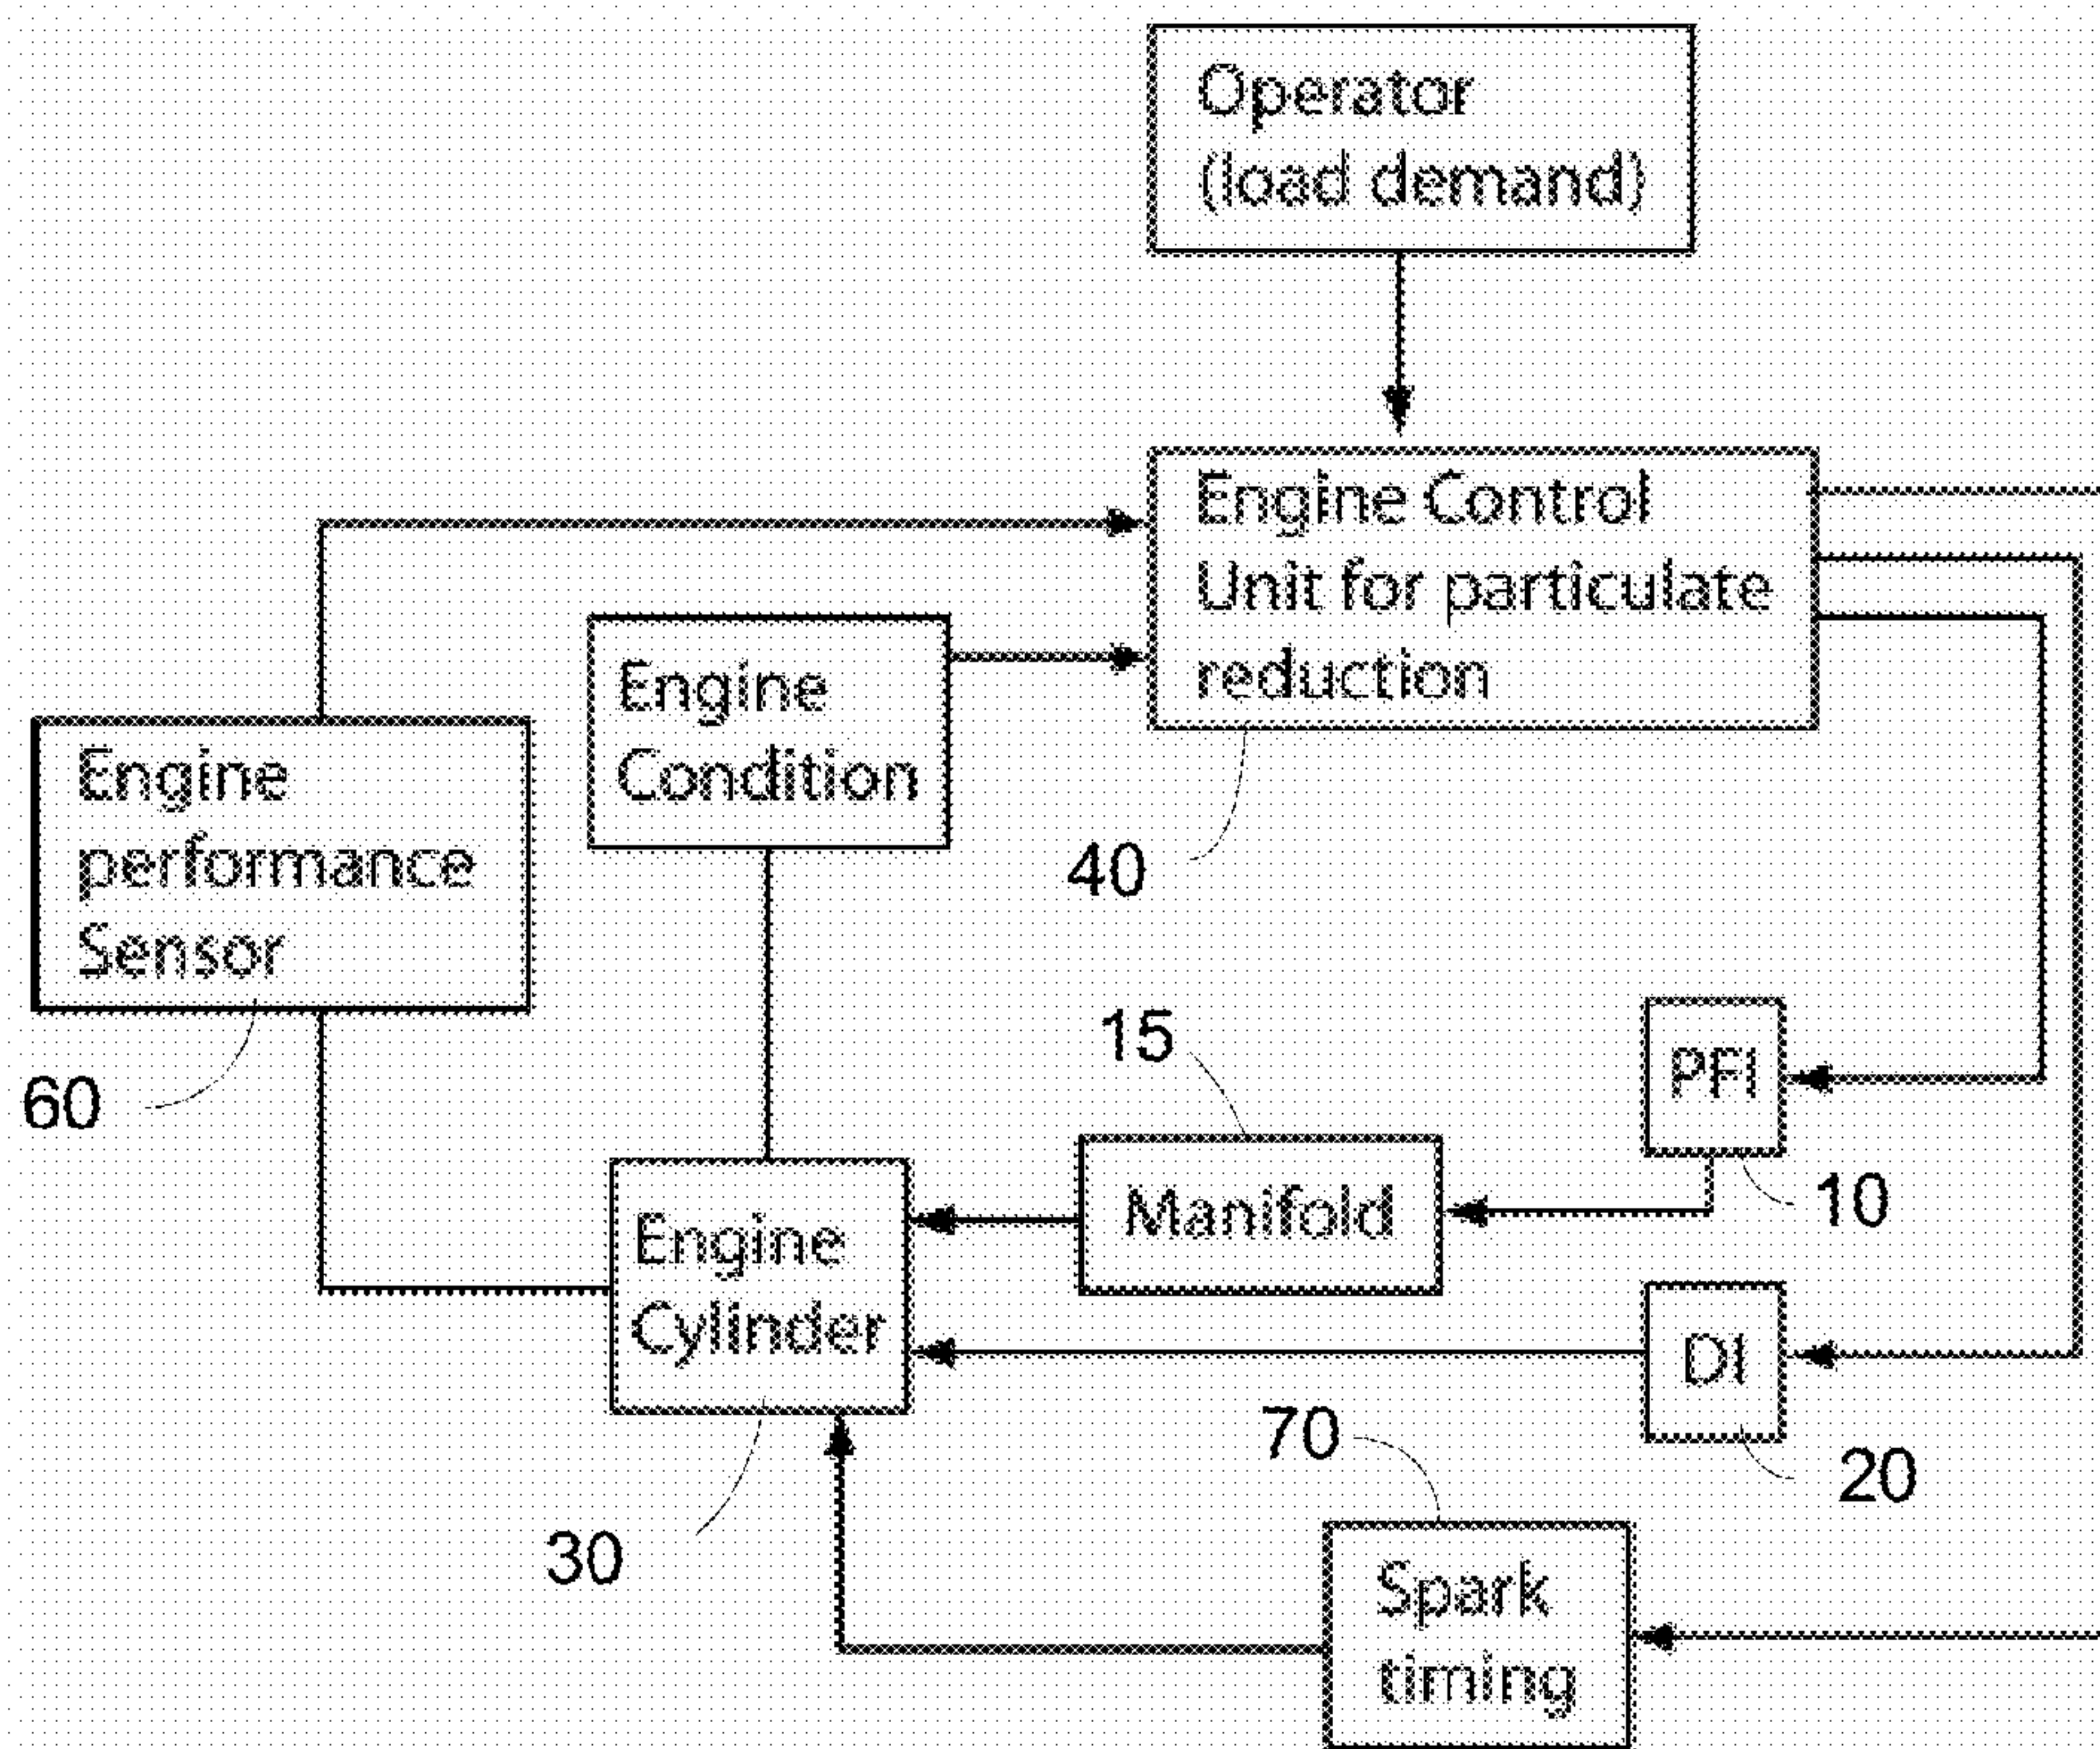 Operator
(load demand)
Engine Control
Unit for particulate
reduction
Engine
Condition
Engine
performance
Sensor
40
15
PFI
60
10
Manifold
Engine
Cylinder
DI
70
20
30
Spark
timing